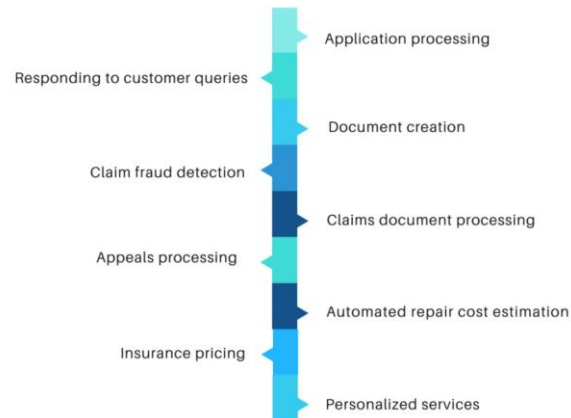 Application processing
Responding to customer queries
Document creation
Claim fraud detection
Claims document processing
Appeals processing
Automated repair cost estimation
Insurance pricing
Personalized services